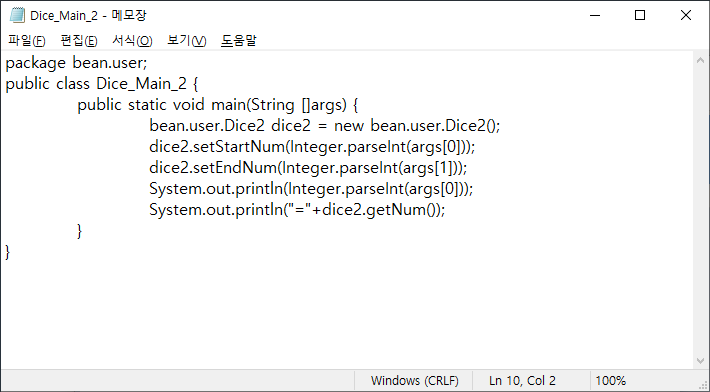 Dice_Main_2 - 메모장
파일(F) 편집(E) 서식(O) 보기(V) 도움말
package bean.user;
public class Dice_Main_2 {
public static void main(String []args) {
bean.user.Dice2 dice2 = new bean.user.Dice2();
dice2.setStartNum(Integer.parseInt(args[0]));
dice2.setEndNum(Integer.parseInt(args[1]));
System.out.println(Integer.parseInt(args[0]));
System.out.println("="+dice2.getNum());
}
}
Windows (CRLF) Ln 10, Col 2 100%